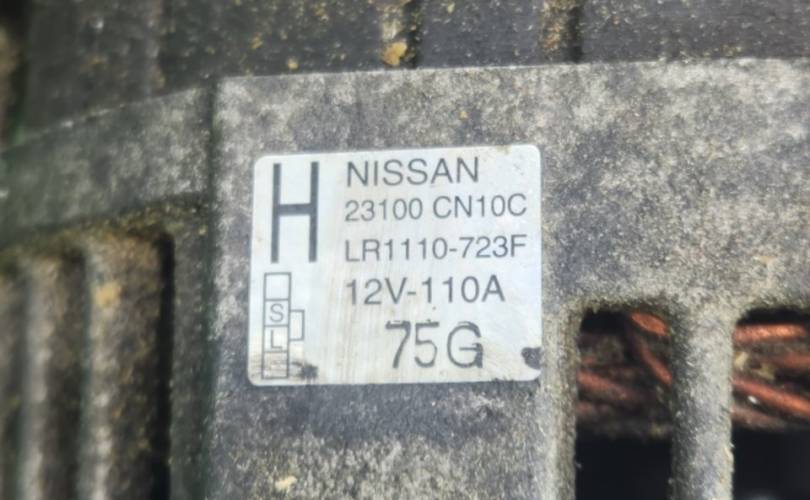 H
NISSAN
23100 CN10C
LR1110-723F
12V-110A
75G
S
L